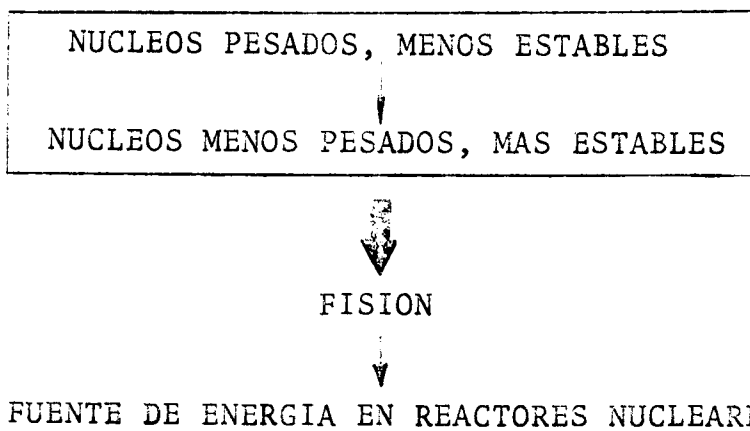 NUCLEOS PESADOS, MENOS ESTABLES
NUCLEOS MENOS PESADOS, MAS ESTABLES
FISION
FUENTE DE ENERGIA EN REACTORES